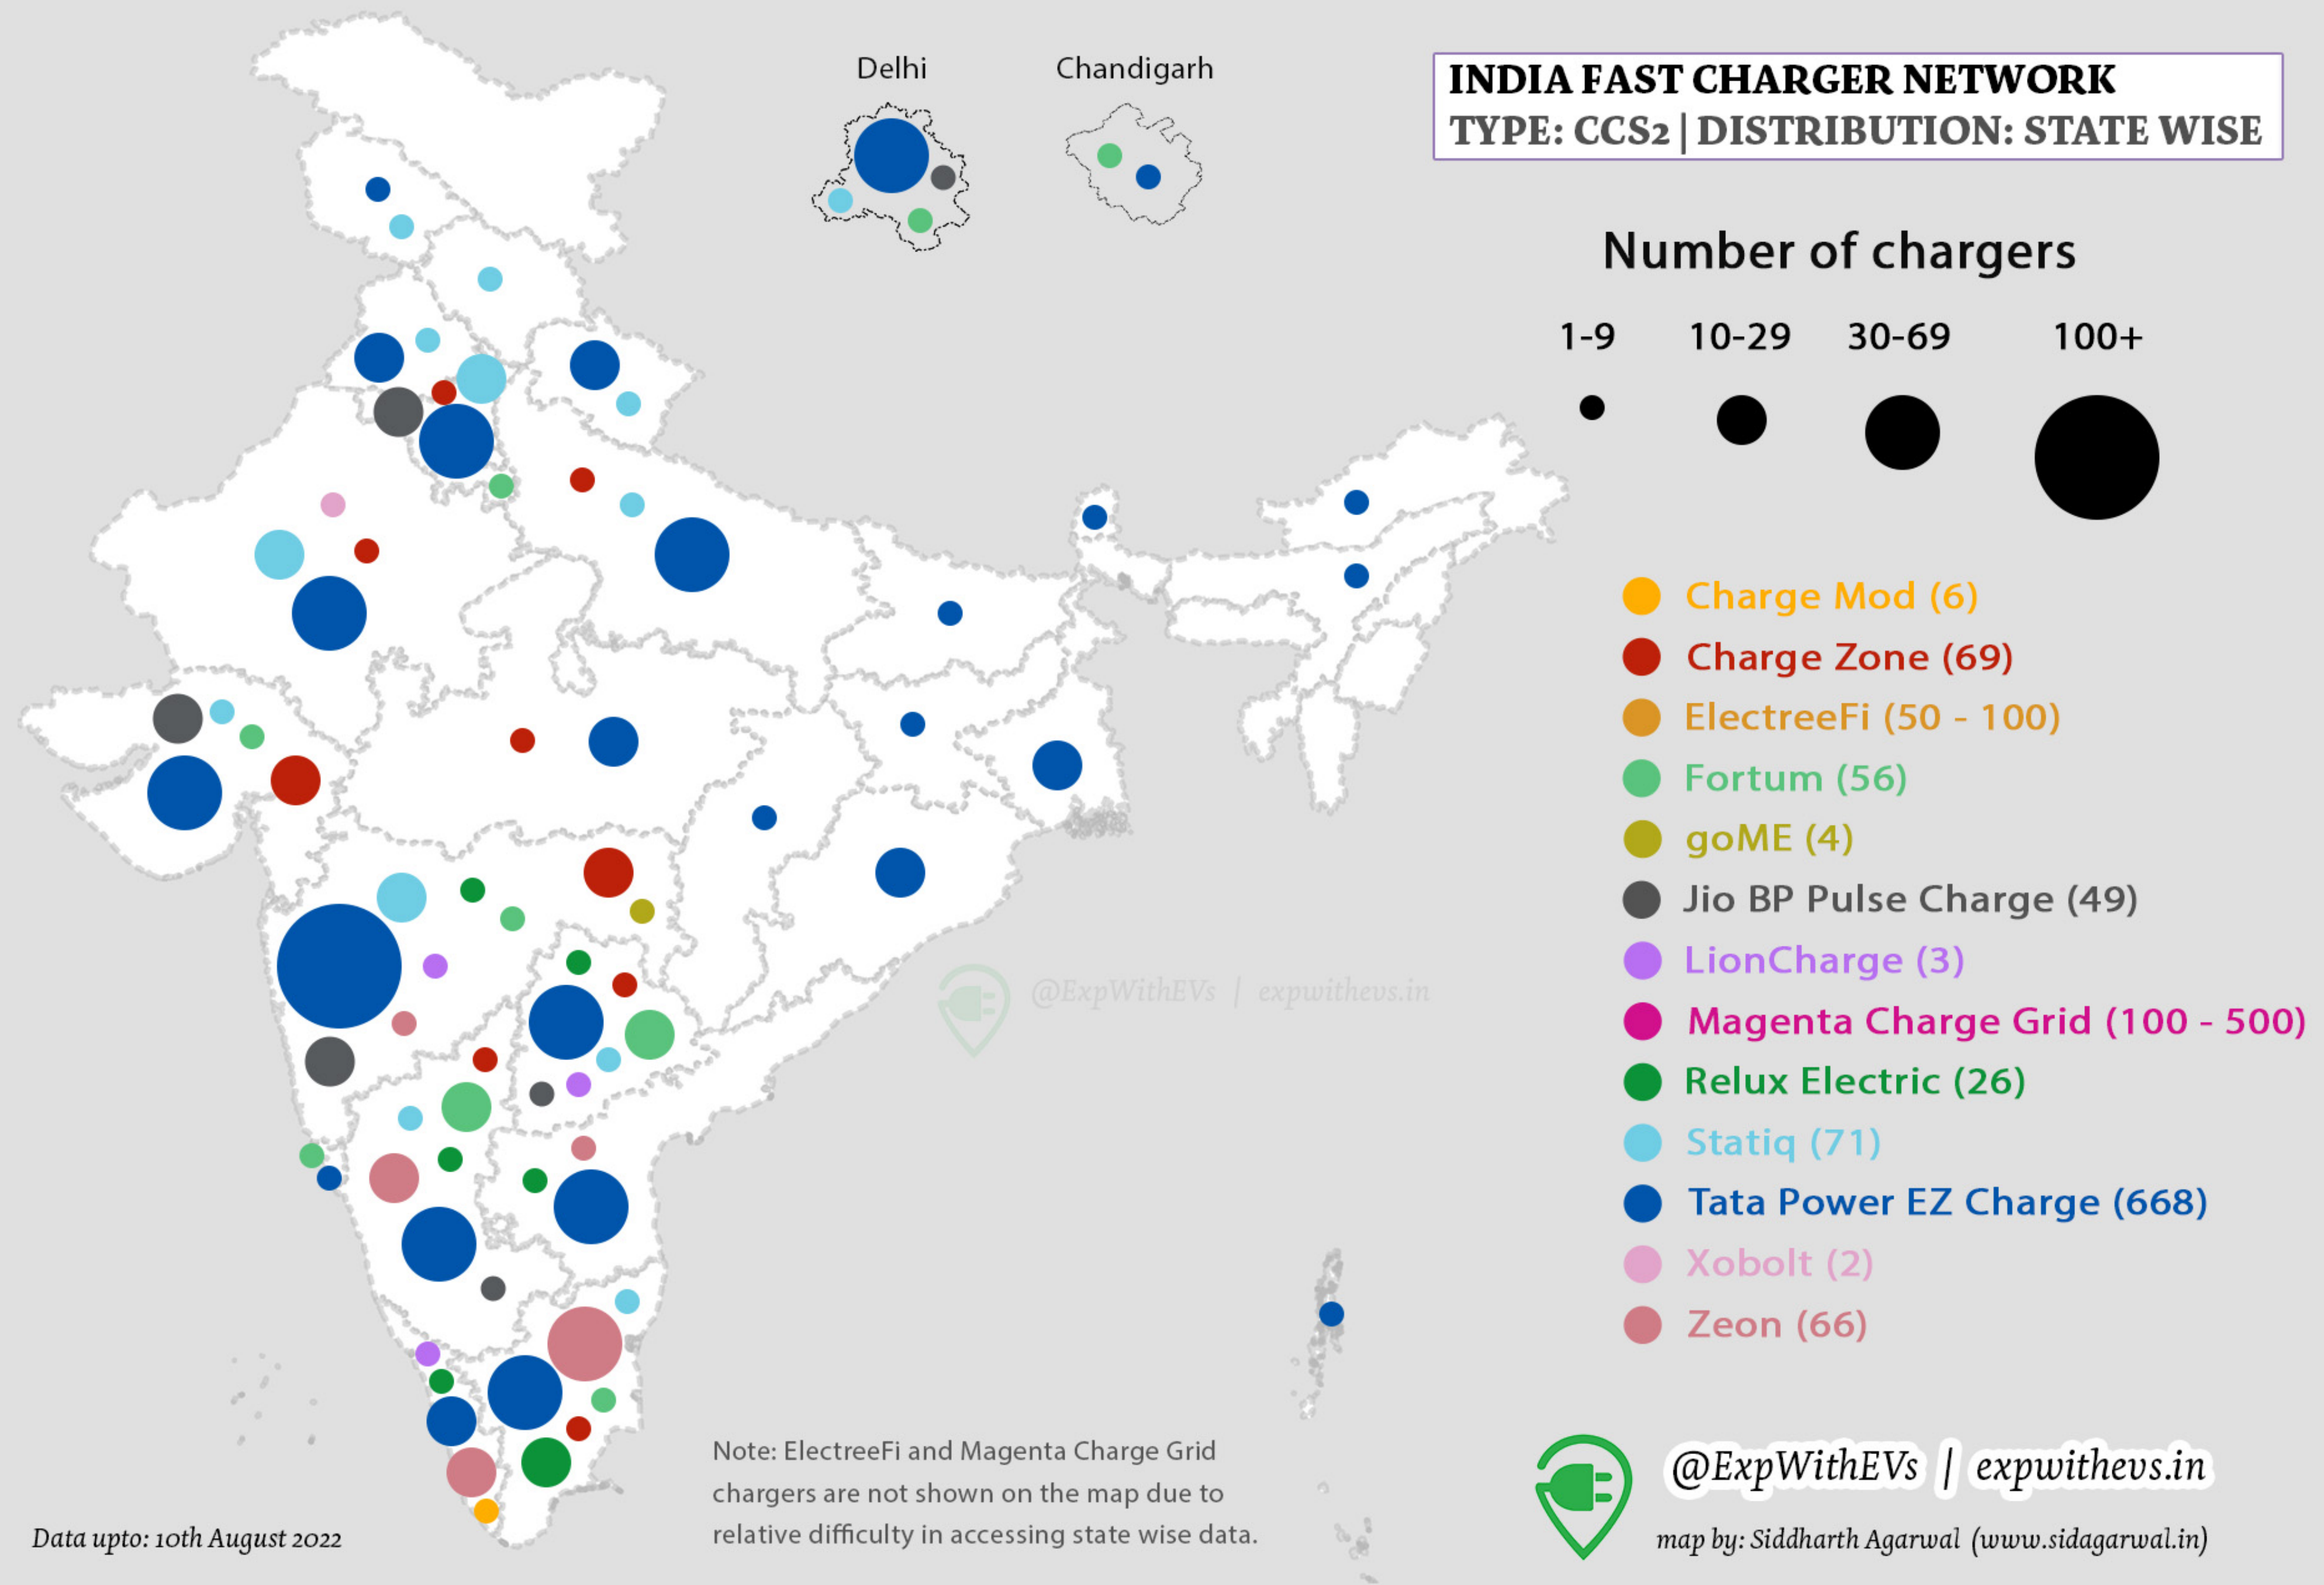 Delhi
Chandigarh
INDIA FAST CHARGER NETWORK
TYPE: CCS2 | DISTRIBUTION: STATE WISE
Number of chargers
1-9
10-29
30-69
100+
Charge Mod (6)
Charge Zone (69)
ElectreeFi (50 - 100)
Fortum (56)
goME (4)
Jio BP Pulse Charge (49)
LionCharge (3)
Magenta Charge Grid (100 - 500)
Relux Electric (26)
Statiq (71)
Tata Power EZ Charge (668)
Xobolt (2)
Zeon (66)
@ExpWithEVs | expwithevs.in
Note: ElectreeFi and Magenta Charge Grid
chargers are not shown on the map due to
relative difficulty in accessing state wise data.
Data upto: 10th August 2022
@ExpWithEVs | expwithevs.in
map by: Siddharth Agarwal (www.sidagarwal.in)